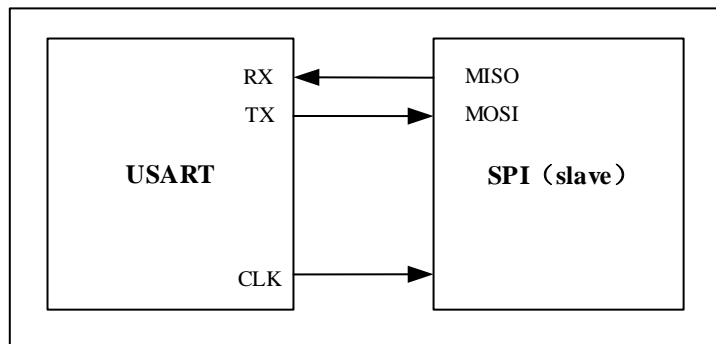 RX
MISO
TX
MOSI
USART
SPI（slave）
CLK